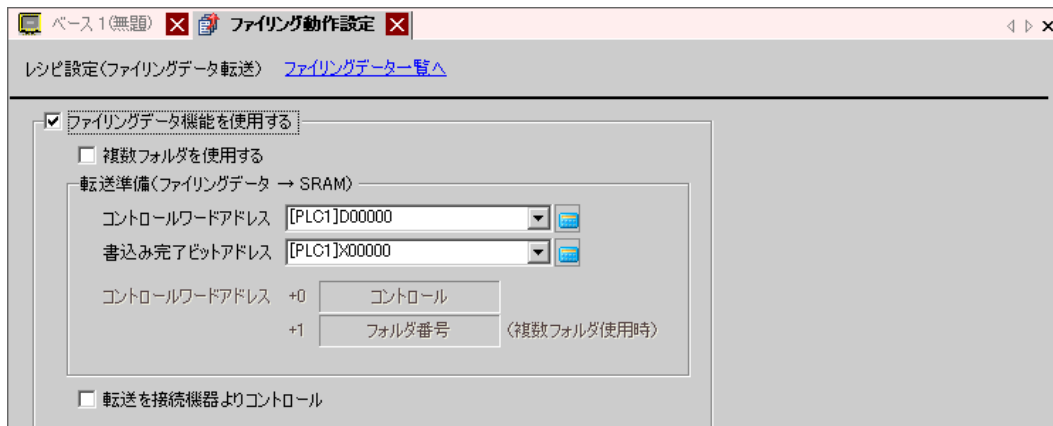 ベース 1(無題) ファイリング動作設定
レシピ設定(ファイリングデータ転送) ファイリングデータ一覧へ
ファイリングデータ機能を使用する
複数フォルダを使用する
転送準備(ファイリングデータ → SRAM)
コントロールワードアドレス [PLC1]D00000
書込み完了ビットアドレス [PLC1]X00000
コントロールワードアドレス +0 コントロール
+1 フォルダ番号 (複数フォルダ使用時)
転送を接続機器よりコントロール